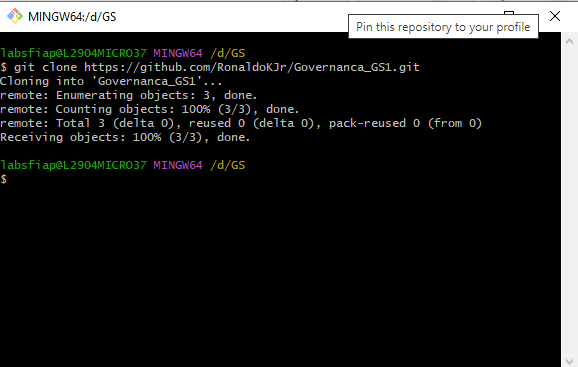 MINGW64:/d/GS
Pin this repository to your profile
labsfiap@L2904MICRO37 MINGW64 /d/GS
$ git clone https://github.com/RonaldoKJr/Governanca_GS1.git
Cloning into 'Governanca_GS1'...
remote: Enumerating objects: 3, done.
remote: Counting objects: 100% (3/3), done.
remote: Total 3 (delta 0), reused 0 (delta 0), pack-reused 0 (from 0)
Receiving objects: 100% (3/3), done.
labsfiap@L2904MICRO37 MINGW64 /d/GS
$